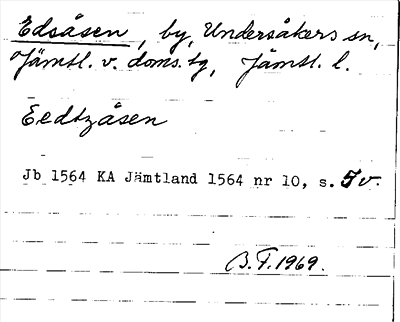 Edsåsen, by, Undersåkers sn,
Jämtl. v. doms. tg, Jämtl. l.
Eedtzåsen
Jb 1564 KA Jämtland 1564 nr 10, s. 5v.
B.F. 1969.